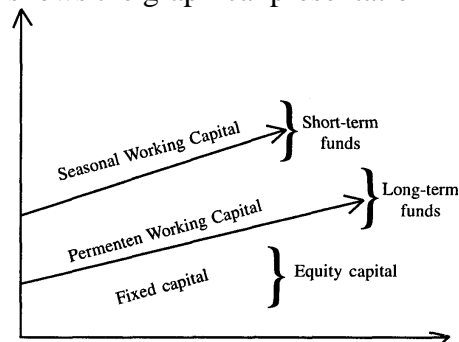 Seasonal Working Capital
Short-term
funds
Permenten Working Capital
Long-term
funds
Fixed capital
Equity capital